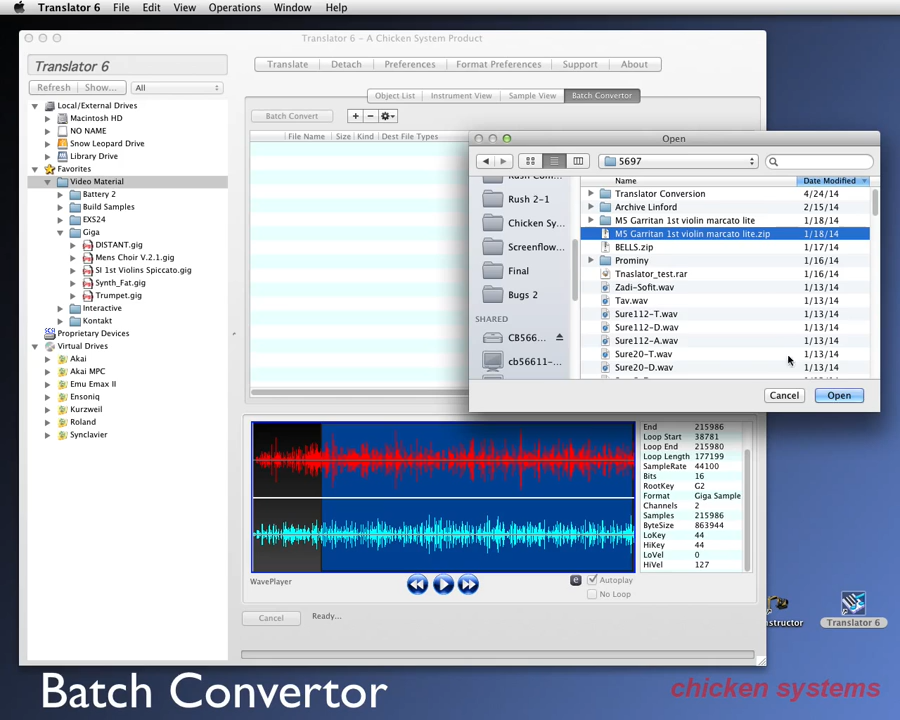 Translator 6 File Edit View Operations Window Help
Translator 6 – A Chicken System Product
Translator 6
Translate Detach Preferences Format Preferences Support About
Refresh Show... All
Object List Instrument View Sample View Batch Convertor
Batch Convert + −
File Name Size Kind Dest File Types
Local/External Drives
Macintosh HD
NO NAME
Snow Leopard Drive
Library Drive
Favorites
Video Material
Battery 2
Build Samples
EXS24
Giga
DISTANT.gig
Mens Choir V.2.1.gig
SI 1st Violins Spiccato.gig
Synth_Fat.gig
Trumpet.gig
Interactive
Kontakt
Proprietary Devices
Virtual Drives
Akai
Akai MPC
Emu Emax II
Ensoniq
Kurzweil
Roland
Synclavier
Open
5697
Rush 2-1
Chicken Sy...
Screenflow...
Final
Bugs 2
SHARED
CB566...
cb56611-...
Name Date Modified
Translator Conversion 4/24/14
Archive Linford 2/15/14
M5 Garritan 1st violin marcato lite 1/18/14
M5 Garritan 1st violin marcato lite.zip 1/18/14
BELLS.zip 1/17/14
Prominy 1/16/14
Tnaslator_test.rar 1/16/14
Zadi-Sofit.wav 1/13/14
Tav.wav 1/13/14
Sure112-T.wav 1/13/14
Sure112-D.wav 1/13/14
Sure112-A.wav 1/13/14
Sure20-T.wav 1/13/14
Sure20-D.wav 1/13/14
Cancel Open
End 215986
Loop Start 38781
Loop End 215980
Loop Length 177199
SampleRate 44100
Bits 16
RootKey G2
Format Giga Sample
Channels 2
Samples 215986
ByteSize 863944
LoKey 44
HiKey 44
LoVel 0
HiVel 127
WavePlayer
e Autoplay
No Loop
Cancel Ready...
structor
Translator 6
Batch Convertor
chicken systems